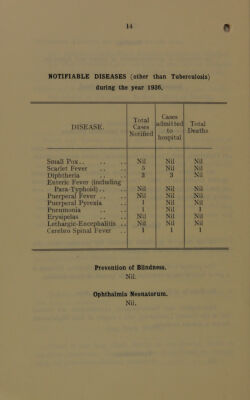 14
NOTIFIABLE DISEASES (other than Tuberculosis)
during the year 1936.
DISEASE. Total Cases Notified Cases admitted to hospital Total Deaths
Small Pox.. .. .. Nil Nil Nil
Scarlet Fever .. .. 5 Nil Nil
Diphtheria .. .. 3 3 Nil
Enteric Fever (including
Para-Typhoid).. .. Nil Nil Nil
Puerperal Fever .. .. Nil Nil Nil
Puerperal Pyrexia .. 1 Nil Nil
Pneumonia .. .. 1 Nil 1
Erysipelas .. .. Nil Nil Nil
Lethargic-Encephalitis .. Nil Nil Nil
Cerebro Spinal Fever .. 1 1 1
Prevention of Blindness.
Nil.
Ophthalmia Neonatorum.
Nil.